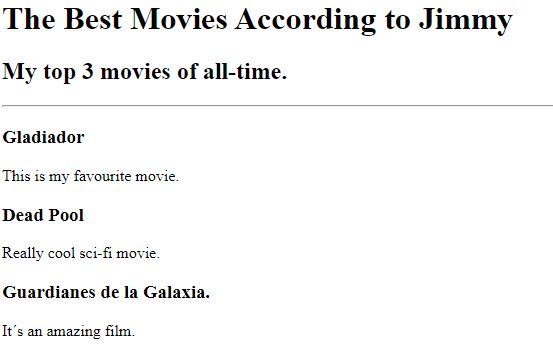 The Best Movies According to Jimmy
My top 3 movies of all-time.
Gladiador
This is my favourite movie.
Dead Pool
Really cool sci-fi movie.
Guardianes de la Galaxia.
It´s an amazing film.